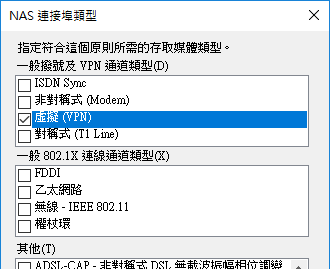 NAS 連接埠類型
指定符合這個原則所需的存取媒體類型。
一般撥號及 VPN 通道類型(D)
ISDN Sync
非對稱式 (Modem)
虛擬 (VPN)
對稱式 (T1 Line)
一般 802.1X 連線通道類型(X)
FDDI
乙太網路
無線 - IEEE 802.11
權杖環
其他(T)
ADSL-CAP - 非對稱式 DSL 無載波振幅相位調變